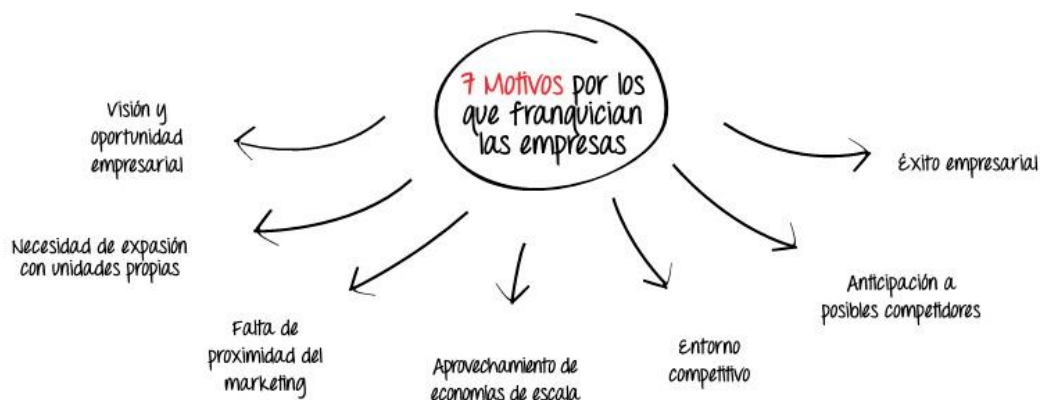 7 Motivos por los
que franquician
las empresas
Visión y
oportunidad
empresarial
Necesidad de expasión
con unidades propias
Falta de
proximidad del
marketing
Aprovechamiento de
economías de escala
Entorno
competitivo
Anticipación a
posibles competidores
Éxito empresarial